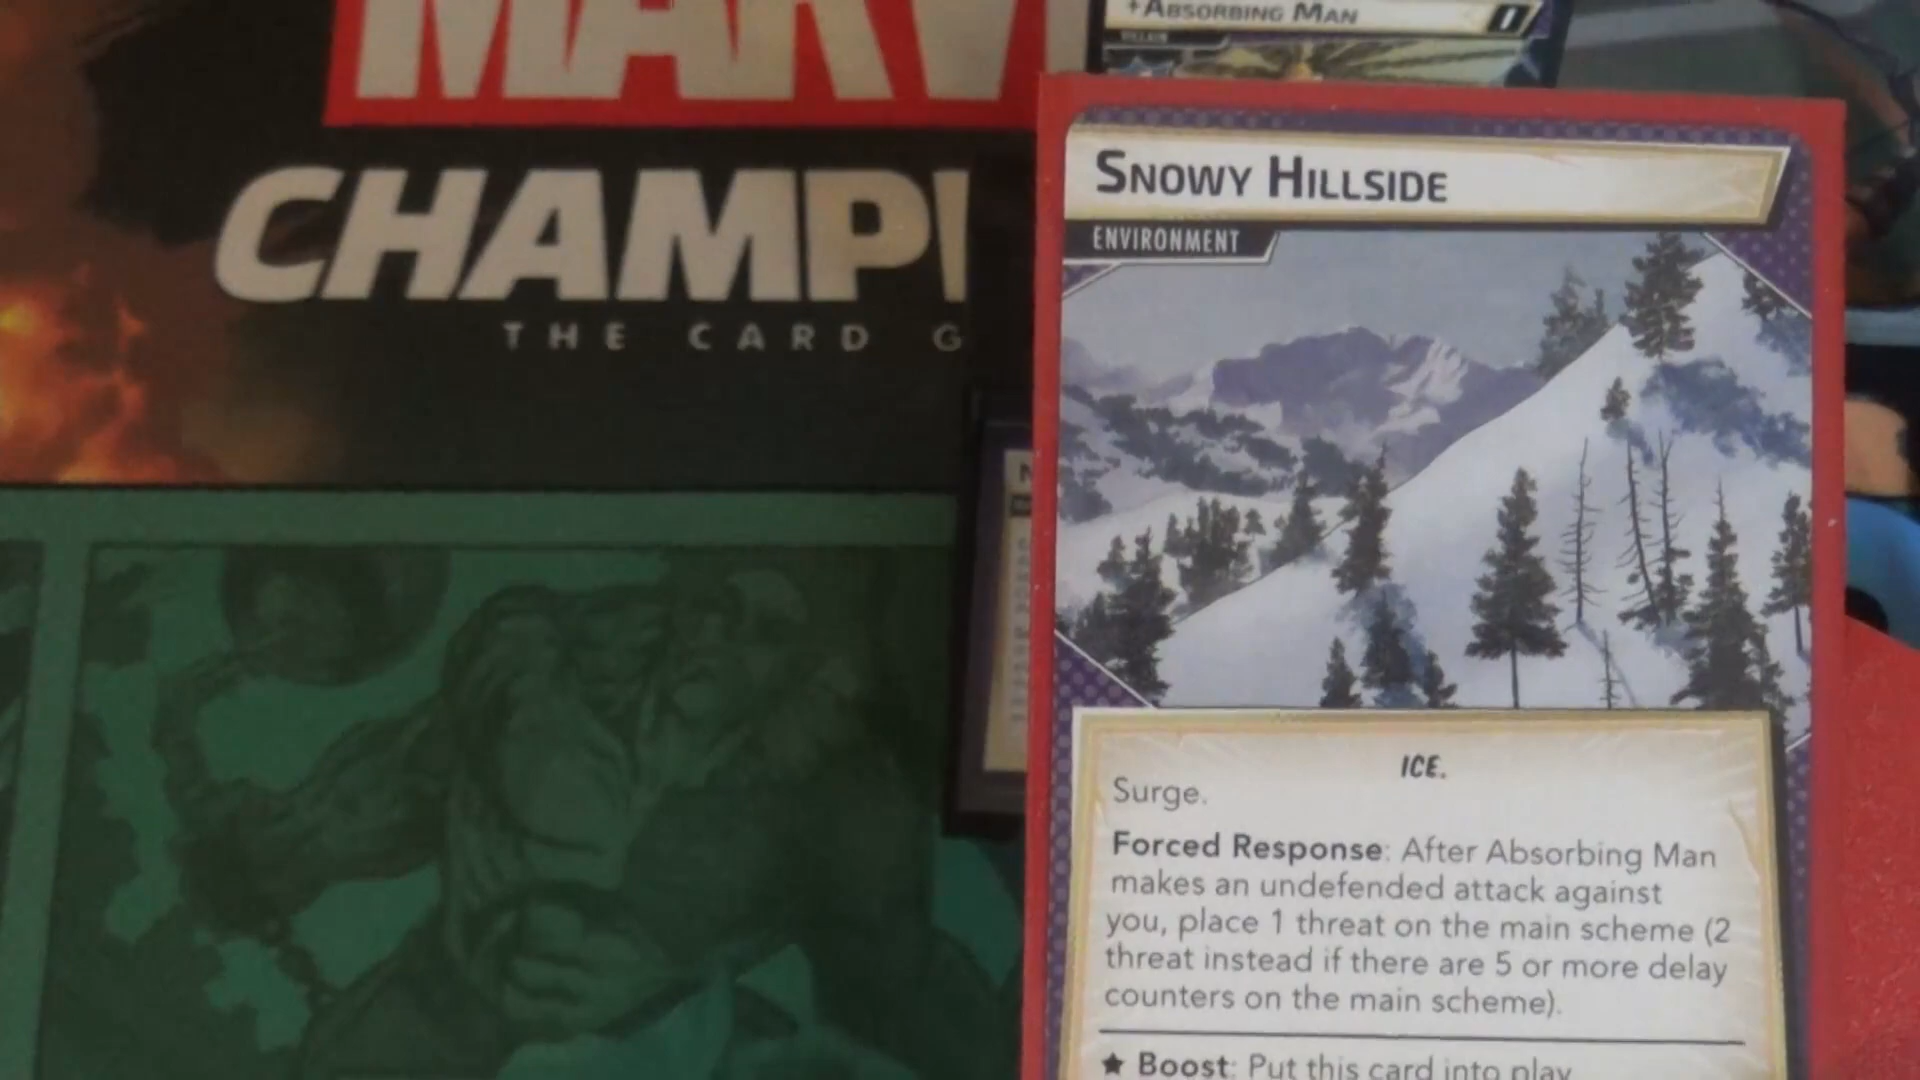 +ABSORBING MAN
I
VILLAIN
MARV
CHAMPI
THE CARD G
SNOWY HILLSIDE
ENVIRONMENT
ICE.
Surge.
Forced Response: After Absorbing Man
makes an undefended attack against
you, place 1 threat on the main scheme (2
threat instead if there are 5 or more delay
counters on the main scheme).
★ Boost: Put this card into play